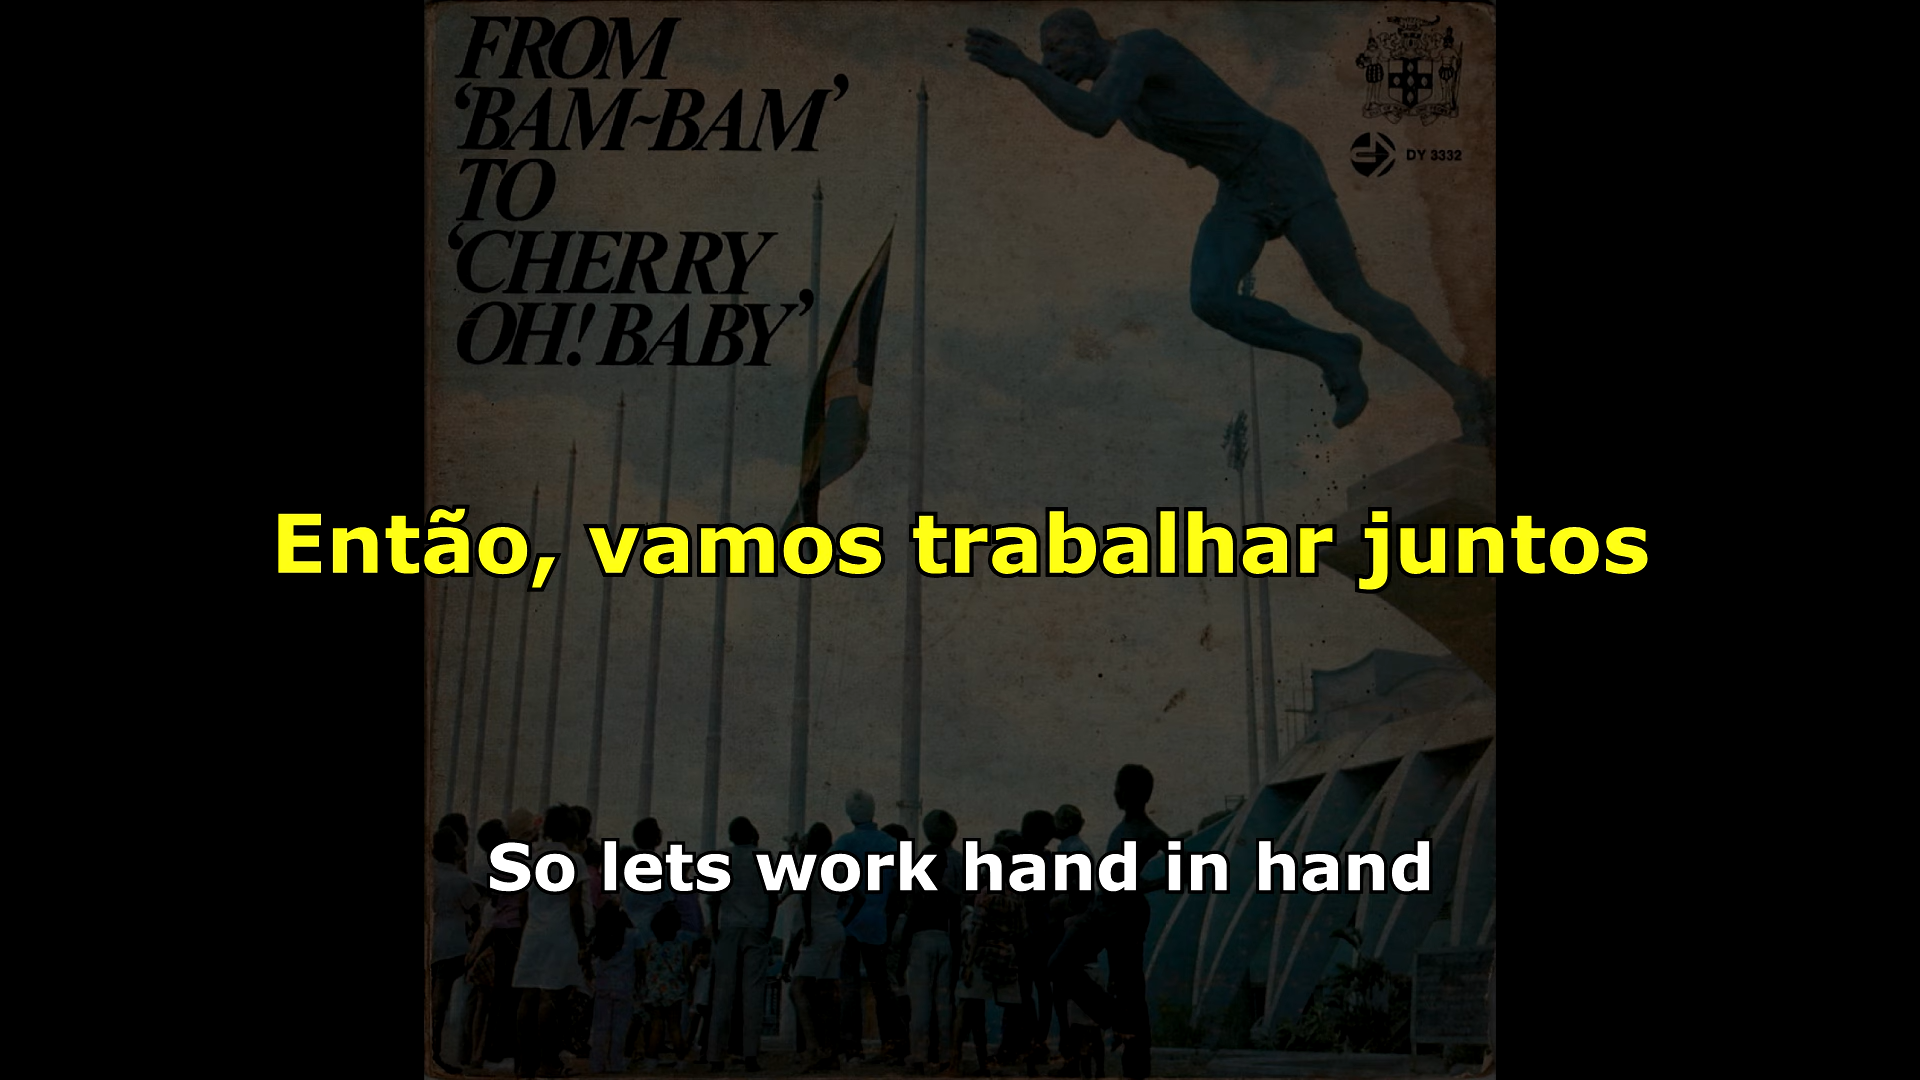 FROM
‘BAM~BAM’
TO
‘CHERRY
OH! BABY’
DY 3332
Então, vamos trabalhar juntos
So lets work hand in hand